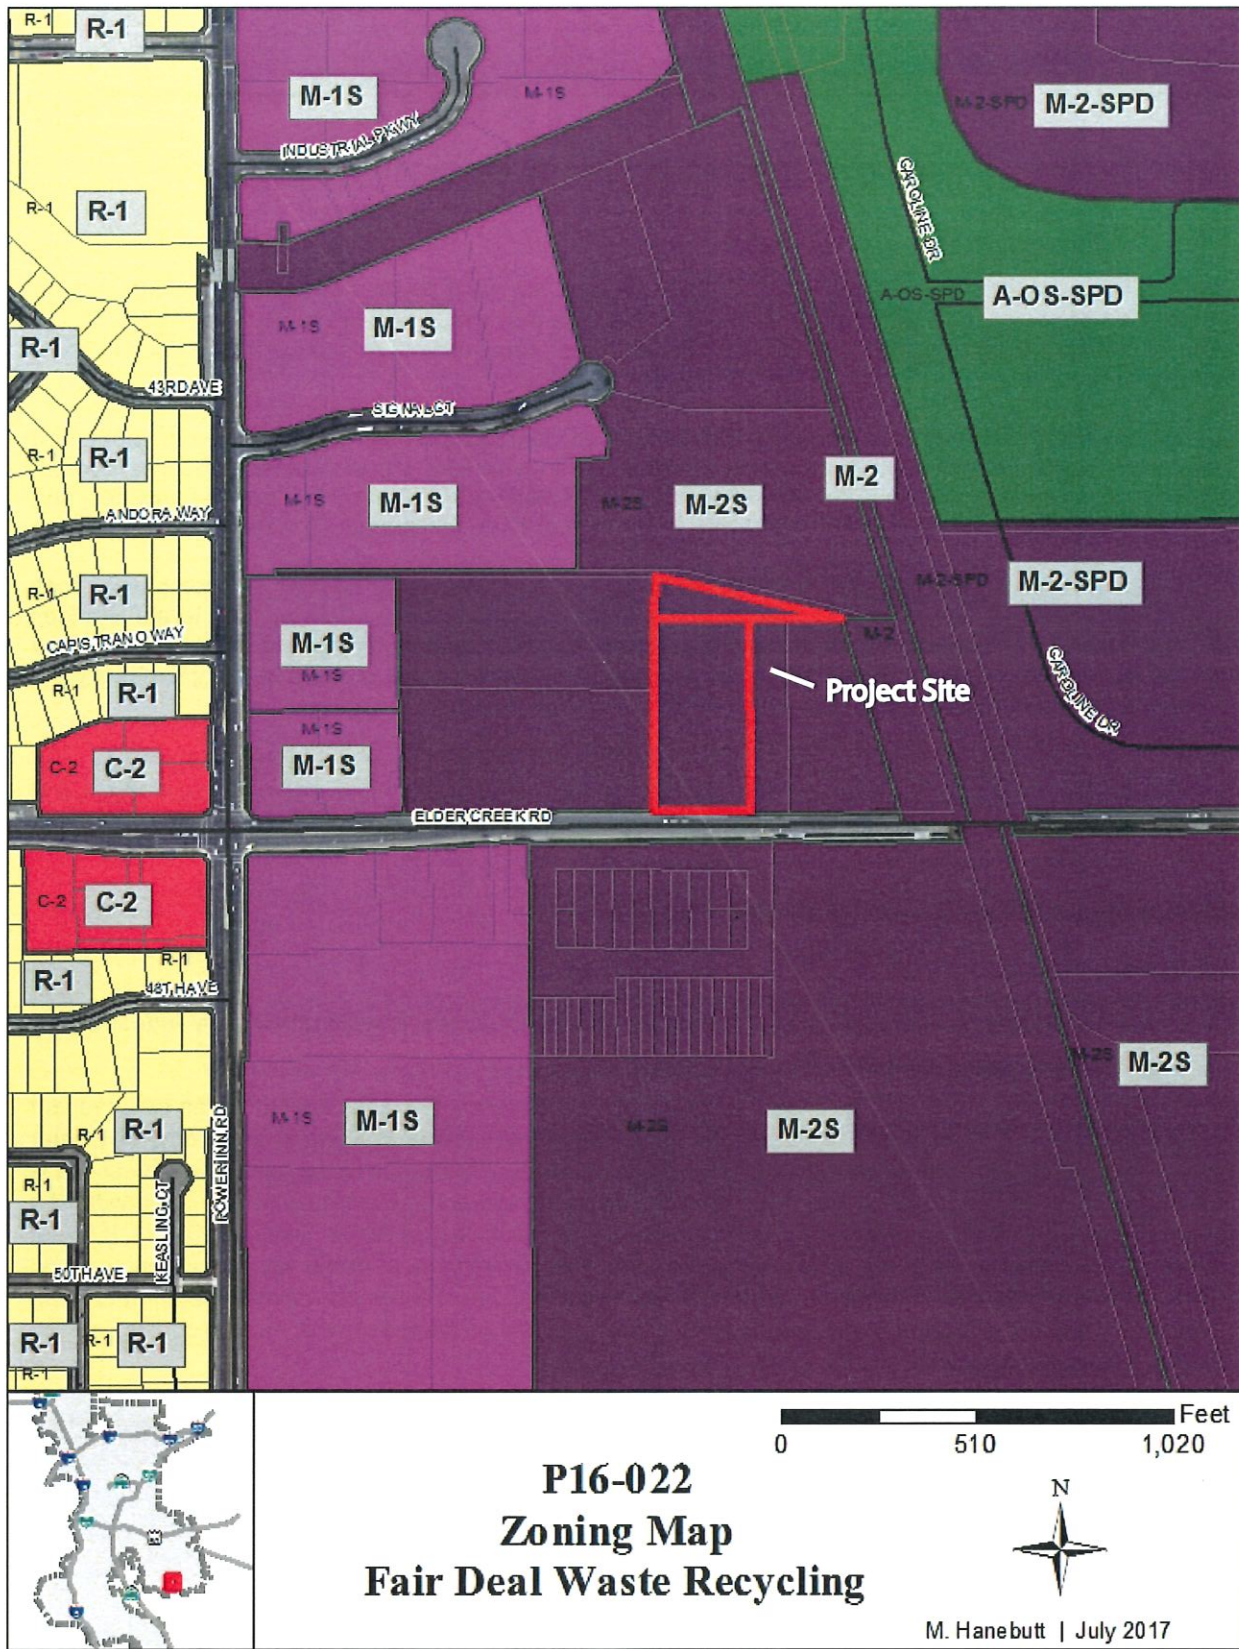 R-1
R-1
M-1S
M-1S
M-2-SPD
M-2-SPD
INDUSTRIAL PKWY
CAROLINE DR
R-1
R-1
A-OS-SPD
A-OS-SPD
M-1S
M-1S
R-1
43RD AVE
SIGNAL CT
R-1
R-1
M-2
M-1S
M-1S
M-2S
M-2S
ANDORA WAY
R-1
R-1
M-2-SPD
M-2-SPD
CAPISTRANO WAY
M-1S
M-1S
M-2
CAROLINE DR
R-1
R-1
Project Site
M-1S
M-1S
C-2
C-2
ELDER CREEK RD
C-2
C-2
R-1
R-1
48TH AVE
M-2S
M-2S
M-1S
M-1S
M-2S
M-2S
R-1
R-1
POWER INN RD
KEASLING CT
R-1
R-1
50TH AVE
R-1
R-1
R-1
R-1
Feet
0 510 1,020
P16-022
Zoning Map
Fair Deal Waste Recycling
N
M. Hanebutt | July 2017